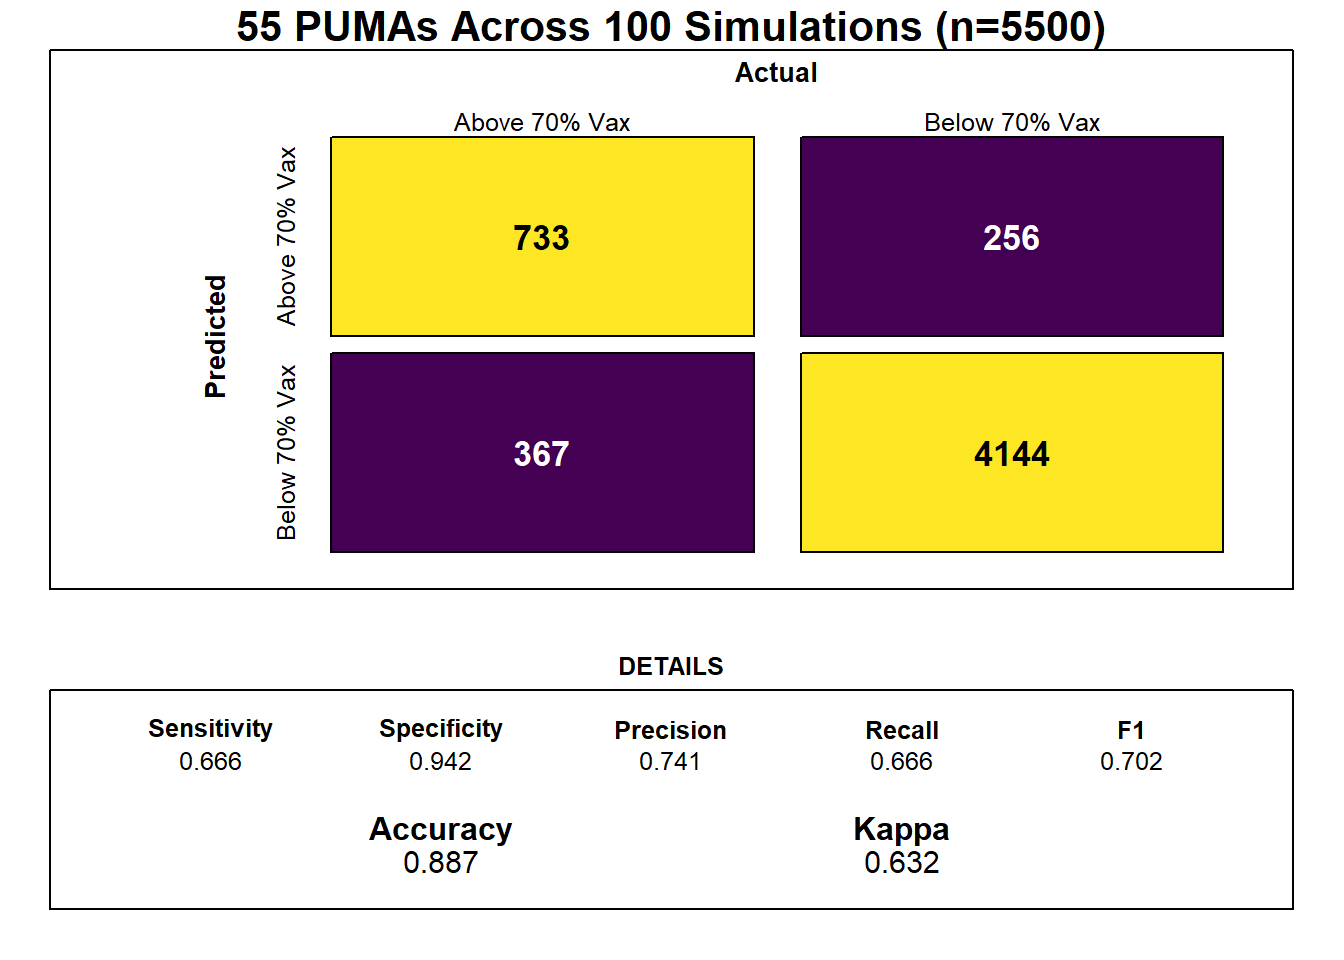 55 PUMAs Across 100 Simulations (n=5500)
Actual
Above 70% Vax Below 70% Vax
Predicted
Above 70% Vax
733 256
Below 70% Vax
367 4144
DETAILS
Sensitivity Specificity Precision Recall F1
0.666 0.942 0.741 0.666 0.702
Accuracy Kappa
0.887 0.632